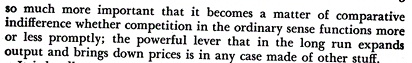 so much more important that it becomes a matter of comparative
indifference whether competition in the ordinary sense functions more
or less promptly; the powerful lever that in the long run expands
output and brings down prices is in any case made of other stuff.